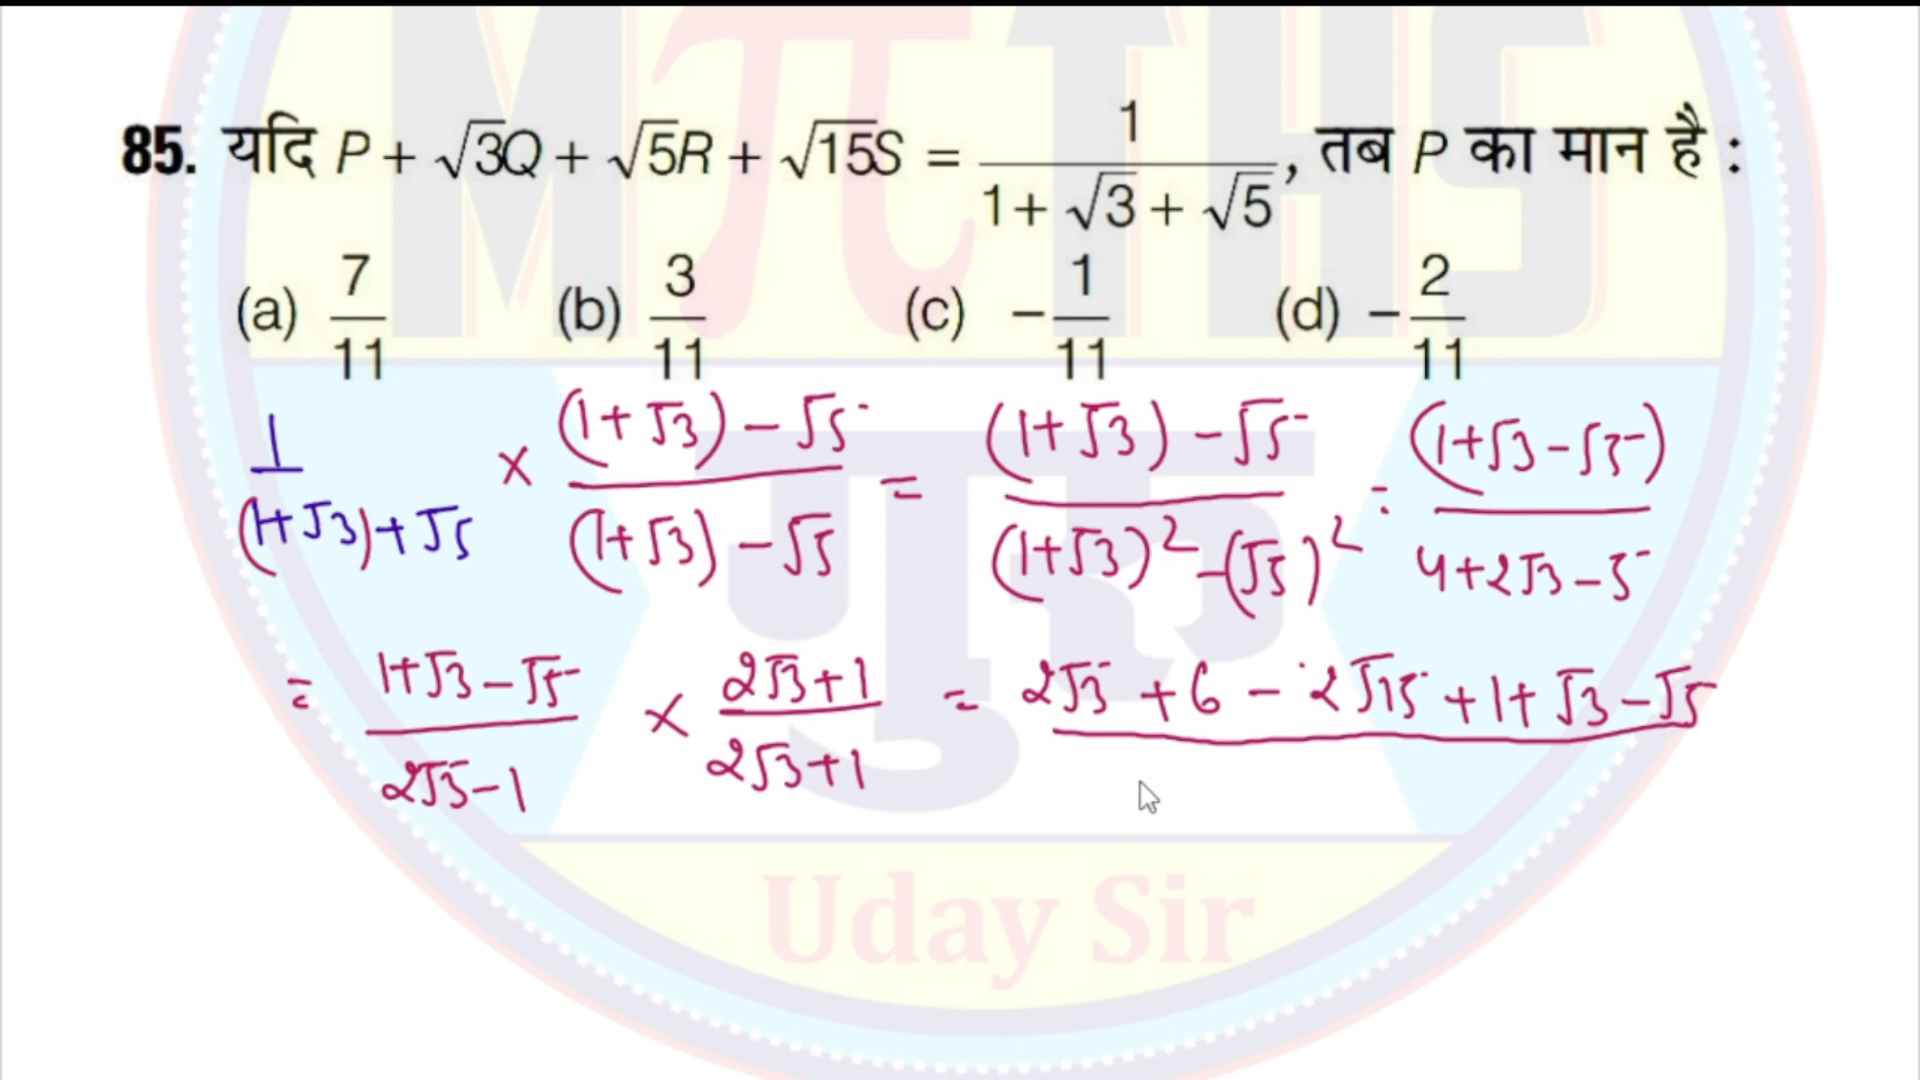 MπTHS
85. यदि P + √3Q + √5R + √15S = 1/(1 + √3 + √5), तब P का मान है :
(a) 7/11 (b) 3/11 (c) -1/11 (d) -2/11
1/((1+√3)+√5) × ((1+√3)-√5)/((1+√3)-√5) = ((1+√3)-√5)/((1+√3)²-(√5)²) = (1+√3-√5)/(4+2√3-5)
= (1+√3-√5)/(2√3-1) × (2√3+1)/(2√3+1) = 2√3+6-2√15+1+√3-√5
गुरु
Uday Sir